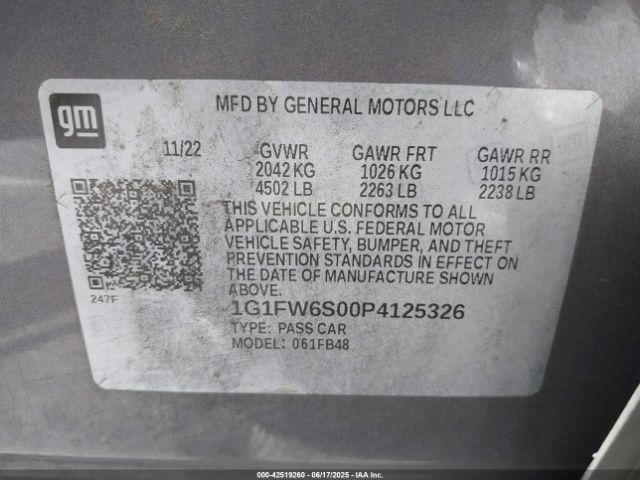 gm
MFD BY GENERAL MOTORS LLC
11/22 GVWR GAWR FRT GAWR RR
2042 KG 1026 KG 1015 KG
4502 LB 2263 LB 2238 LB
THIS VEHICLE CONFORMS TO ALL
APPLICABLE U.S. FEDERAL MOTOR
VEHICLE SAFETY, BUMPER, AND THEFT
PREVENTION STANDARDS IN EFFECT ON
THE DATE OF MANUFACTURE SHOWN
ABOVE.
247F
1G1FW6S00P4125326
TYPE: PASS CAR
MODEL: 061FB48
000-42519260 - 06/17/2025 - IAAI.COM